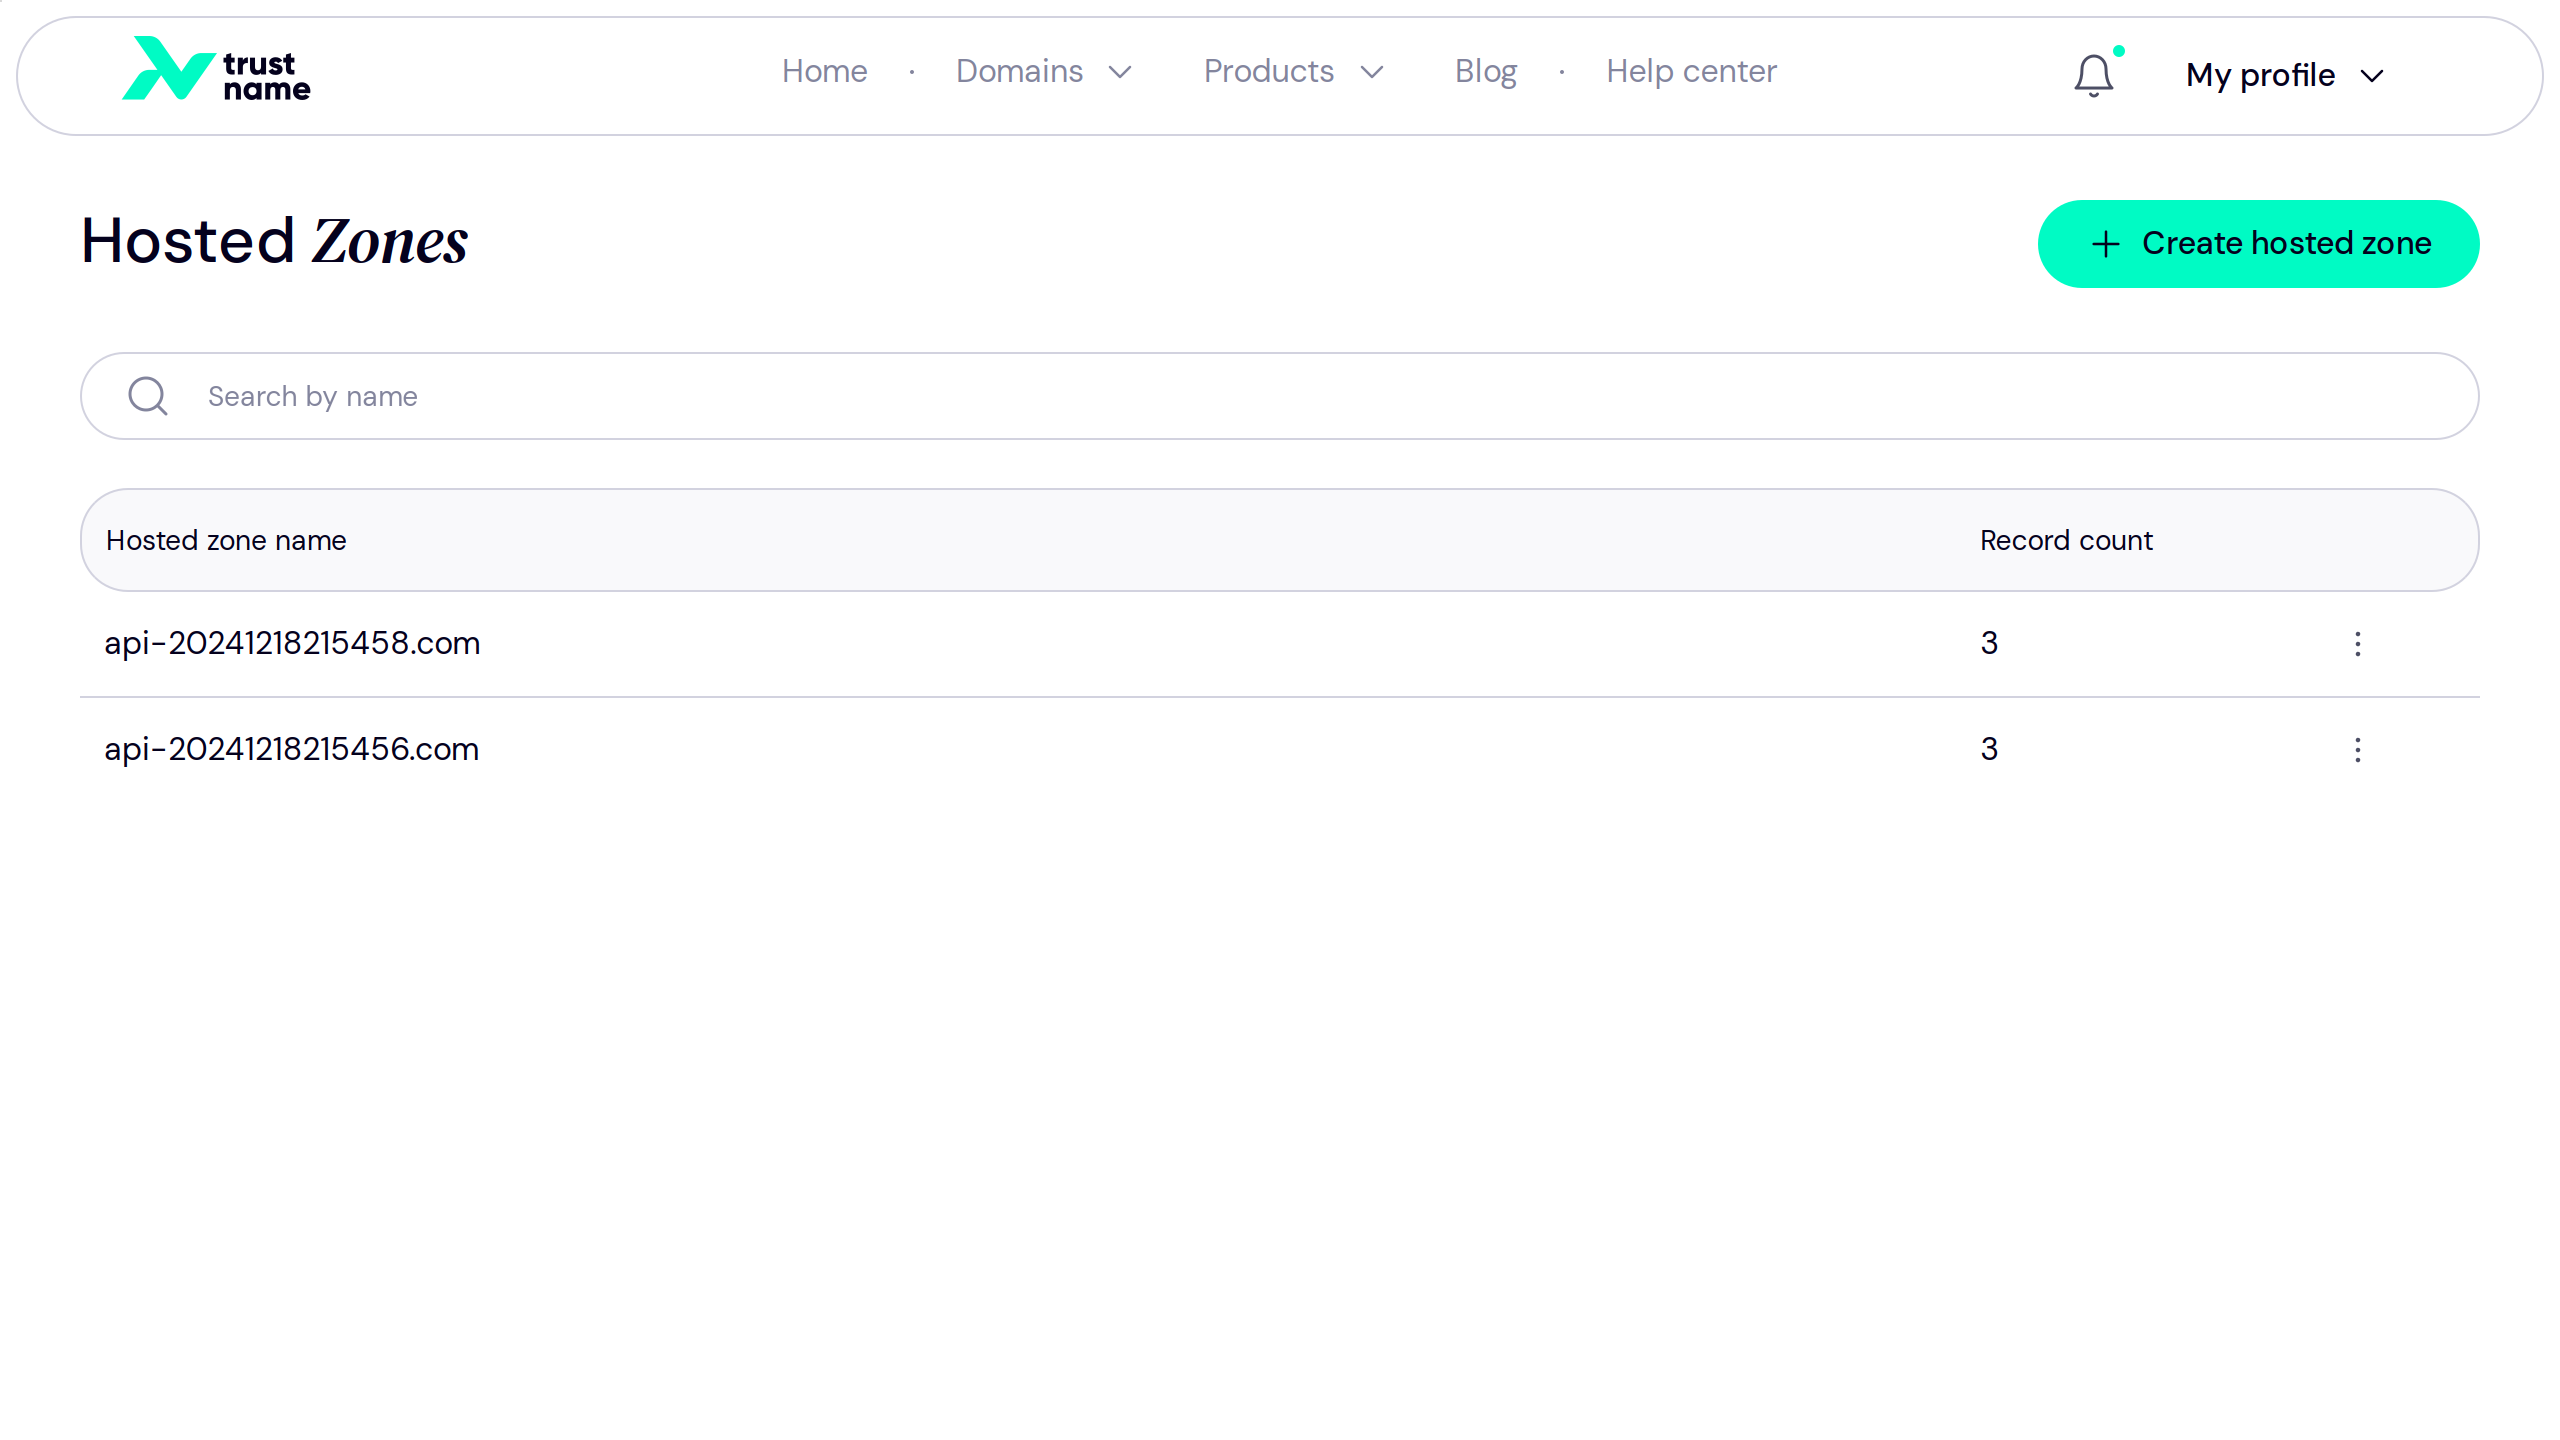 trust
name
Home · Domains Products Blog · Help center
My profile
Hosted Zones
Create hosted zone
Search by name
Hosted zone name Record count
api-20241218215458.com 3
api-20241218215456.com 3